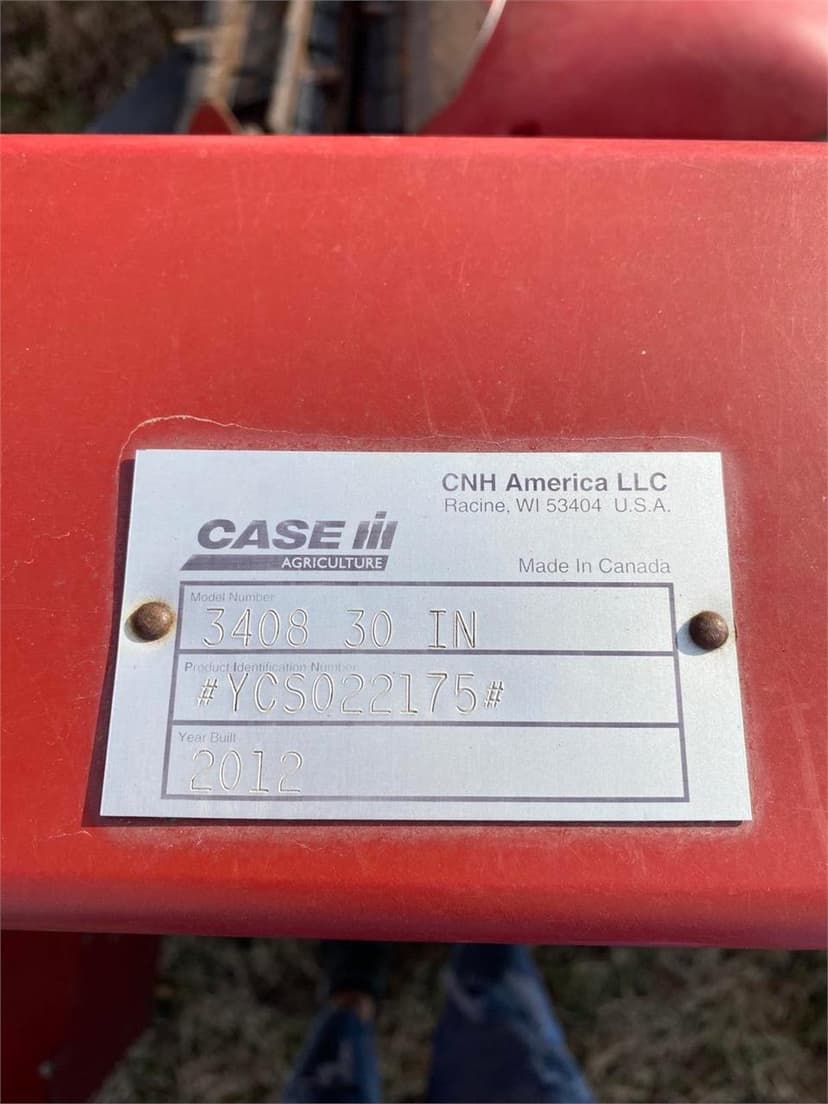 CNH America LLC
Racine, WI 53404 U.S.A.
CASE IH
AGRICULTURE
Made In Canada
Model Number
3408 30 IN
Product Identification Number
#YCS022175#
Year Built
2012